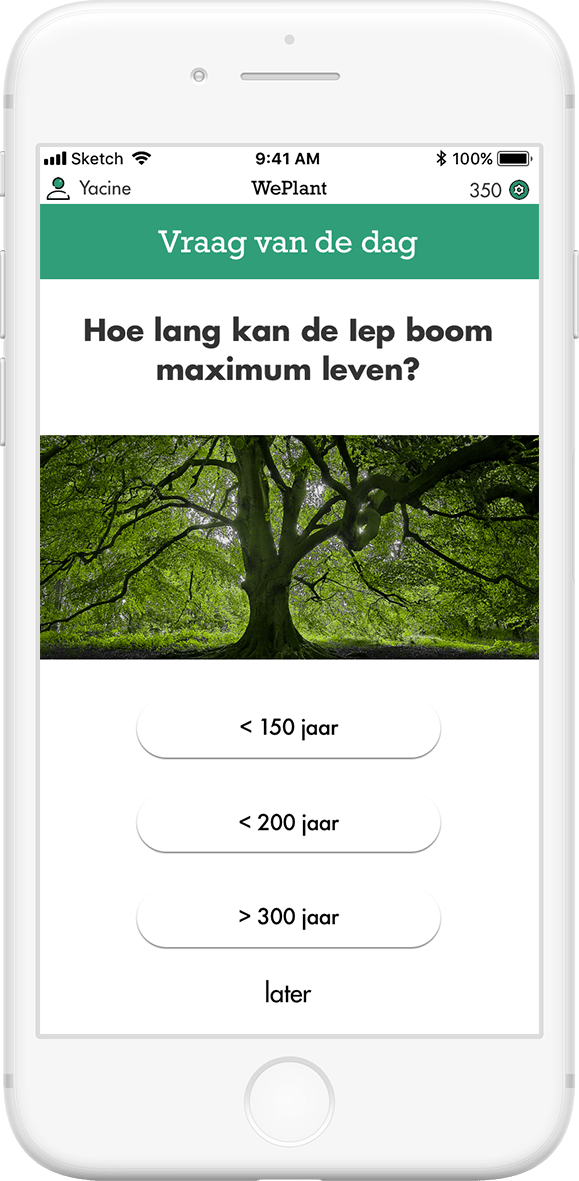 Sketch 9:41 AM 100%
Yacine WePlant 350
Vraag van de dag
Hoe lang kan de Iep boom
maximum leven?
< 150 jaar
< 200 jaar
> 300 jaar
later